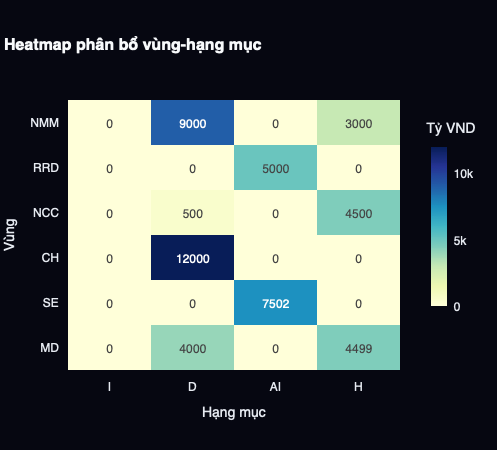 Heatmap phân bổ vùng-hạng mục
Tỷ VND
NMM 0 9000 0 3000
10k
RRD 0 0 5000 0
NCC 0 500 0 4500
5k
Vùng
CH 0 12000 0 0
SE 0 0 7502 0
0
MD 0 4000 0 4499
I D AI H
Hạng mục